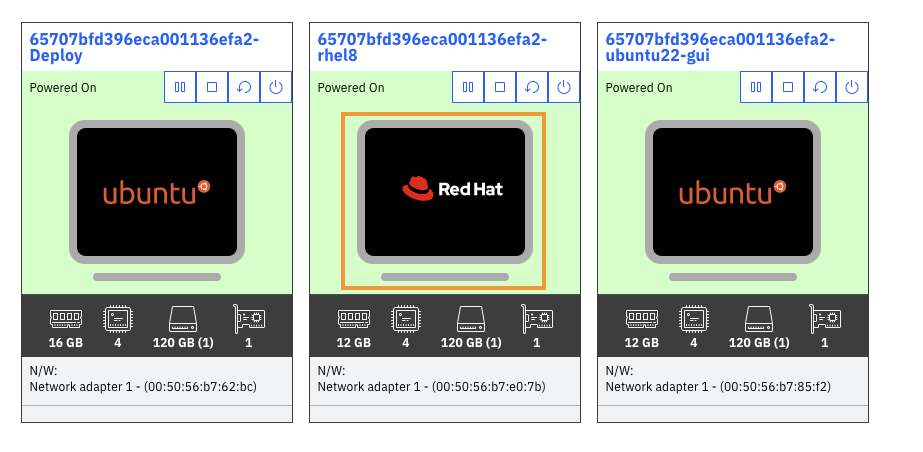 65707bfd396eca001136efa2-
Deploy
Powered On
ubuntu
16 GB
4
120 GB (1)
1
N/W:
Network adapter 1 - (00:50:56:b7:62:bc)
65707bfd396eca001136efa2-
rhel8
Powered On
Red Hat
12 GB
4
120 GB (1)
1
N/W:
Network adapter 1 - (00:50:56:b7:e0:7b)
65707bfd396eca001136efa2-
ubuntu22-gui
Powered On
ubuntu
12 GB
4
120 GB (1)
1
N/W:
Network adapter 1 - (00:50:56:b7:85:f2)